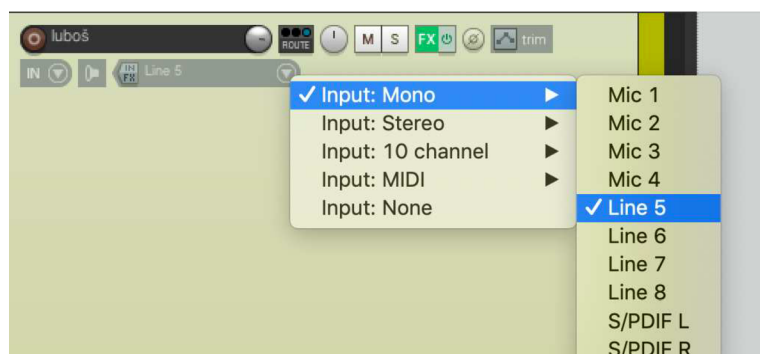 luboš
ROUTE
M S FX
trim
IN
IN FX
Line 5
Input: Mono
Input: Stereo
Input: 10 channel
Input: MIDI
Input: None
Mic 1
Mic 2
Mic 3
Mic 4
Line 5
Line 6
Line 7
Line 8
S/PDIF L
S/PDIF R